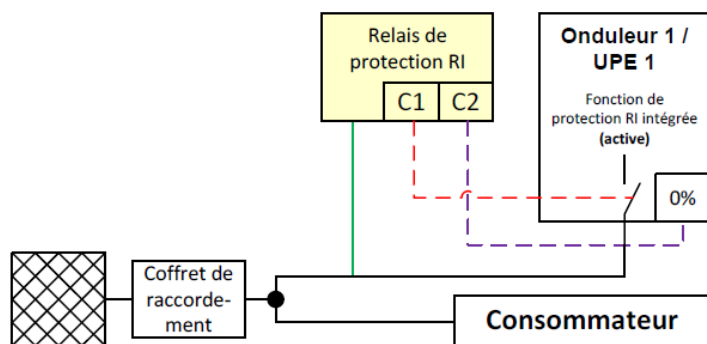 Relais de
protection RI
C1
C2
Onduleur 1 /
UPE 1
Fonction de
protection RI intégrée
(active)
0%
Coffret de
raccorde-
ment
Consommateur